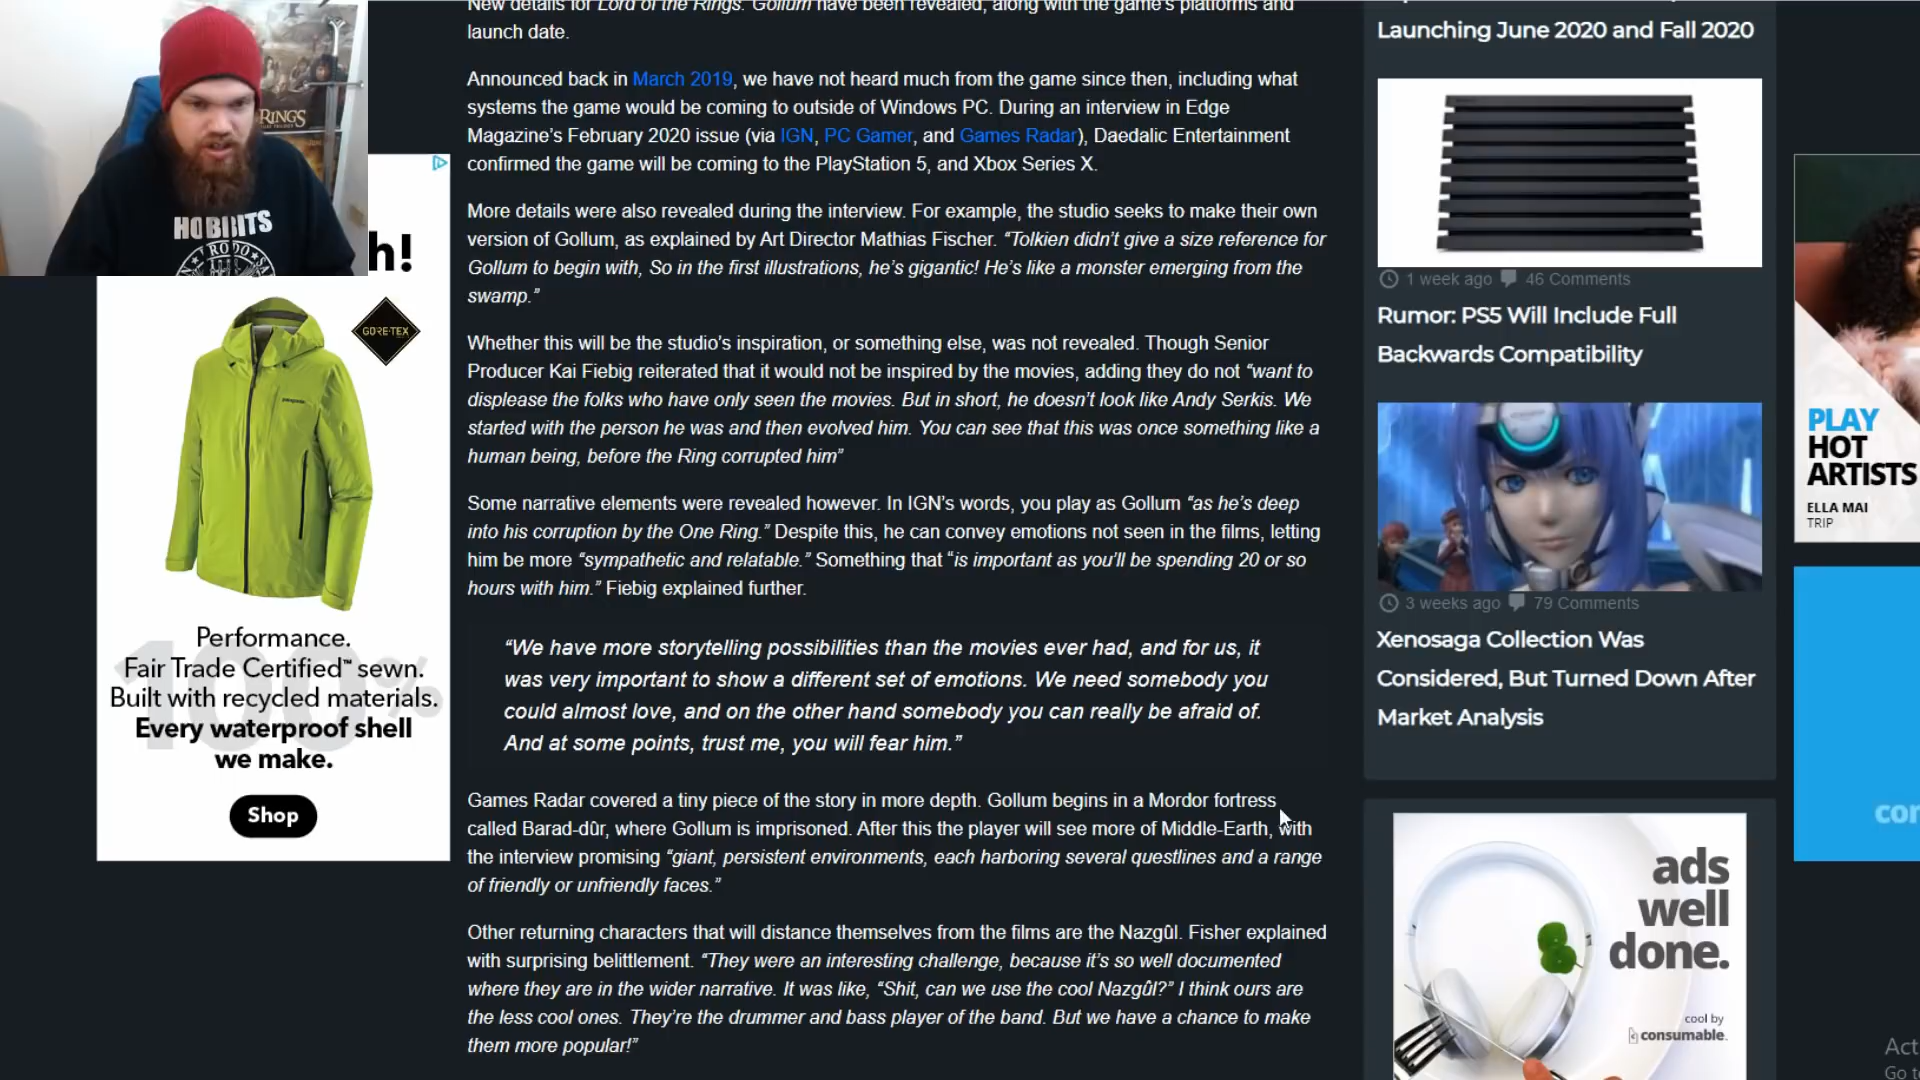 New details for Lord of the Rings: Gollum have been revealed, along with the game's platforms and
launch date.
Announced back in March 2019, we have not heard much from the game since then, including what
systems the game would be coming to outside of Windows PC. During an interview in Edge
Magazine's February 2020 issue (via IGN, PC Gamer, and Games Radar), Daedalic Entertainment
confirmed the game will be coming to the PlayStation 5, and Xbox Series X.
More details were also revealed during the interview. For example, the studio seeks to make their own
version of Gollum, as explained by Art Director Mathias Fischer. “Tolkien didn’t give a size reference for
Gollum to begin with, So in the first illustrations, he’s gigantic! He’s like a monster emerging from the
swamp.”
Whether this will be the studio’s inspiration, or something else, was not revealed. Though Senior
Producer Kai Fiebig reiterated that it would not be inspired by the movies, adding they do not “want to
displease the folks who have only seen the movies. But in short, he doesn’t look like Andy Serkis. We
started with the person he was and then evolved him. You can see that this was once something like a
human being, before the Ring corrupted him”
Some narrative elements were revealed however. In IGN’s words, you play as Gollum “as he’s deep
into his corruption by the One Ring.” Despite this, he can convey emotions not seen in the films, letting
him be more “sympathetic and relatable.” Something that “is important as you’ll be spending 20 or so
hours with him.” Fiebig explained further.
“We have more storytelling possibilities than the movies ever had, and for us, it
was very important to show a different set of emotions. We need somebody you
could almost love, and on the other hand somebody you can really be afraid of.
And at some points, trust me, you will fear him.”
Games Radar covered a tiny piece of the story in more depth. Gollum begins in a Mordor fortress
called Barad-dûr, where Gollum is imprisoned. After this the player will see more of Middle-Earth, with
the interview promising “giant, persistent environments, each harboring several questlines and a range
of friendly or unfriendly faces.”
Other returning characters that will distance themselves from the films are the Nazgûl. Fisher explained
with surprising belittlement. “They were an interesting challenge, because it’s so well documented
where they are in the wider narrative. It was like, “Shit, can we use the cool Nazgûl?” I think ours are
the less cool ones. They’re the drummer and bass player of the band. But we have a chance to make
them more popular!”
RINGS
HOBBITS
h!
GORE-TEX
patagonia
100%
Performance.
Fair Trade Certified™ sewn.
Built with recycled materials.
Every waterproof shell
we make.
Shop
Launching June 2020 and Fall 2020
1 week ago 46 Comments
Rumor: PS5 Will Include Full
Backwards Compatibility
3 weeks ago 79 Comments
Xenosaga Collection Was
Considered, But Turned Down After
Market Analysis
ads
well
done.
cool by
consumable.
PLAY
HOT
ARTISTS
ELLA MAI
TRIP
con
Act
Go to